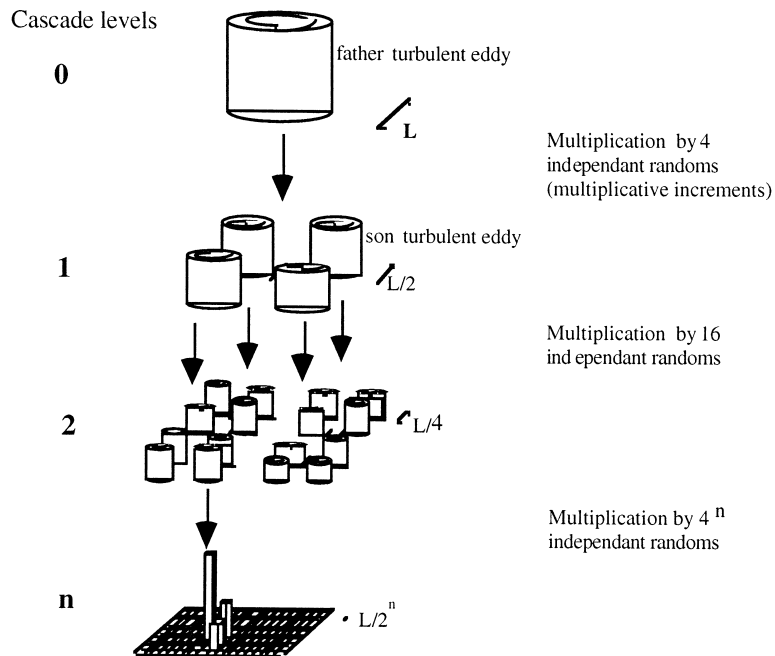 Cascade levels
0
father turbulent eddy
L
Multiplication by 4
independant randoms
(multiplicative increments)
1
son turbulent eddy
L/2
Multiplication by 16
ind ependant randoms
2
L/4
Multiplication by 4 n
independant randoms
n
L/2 n